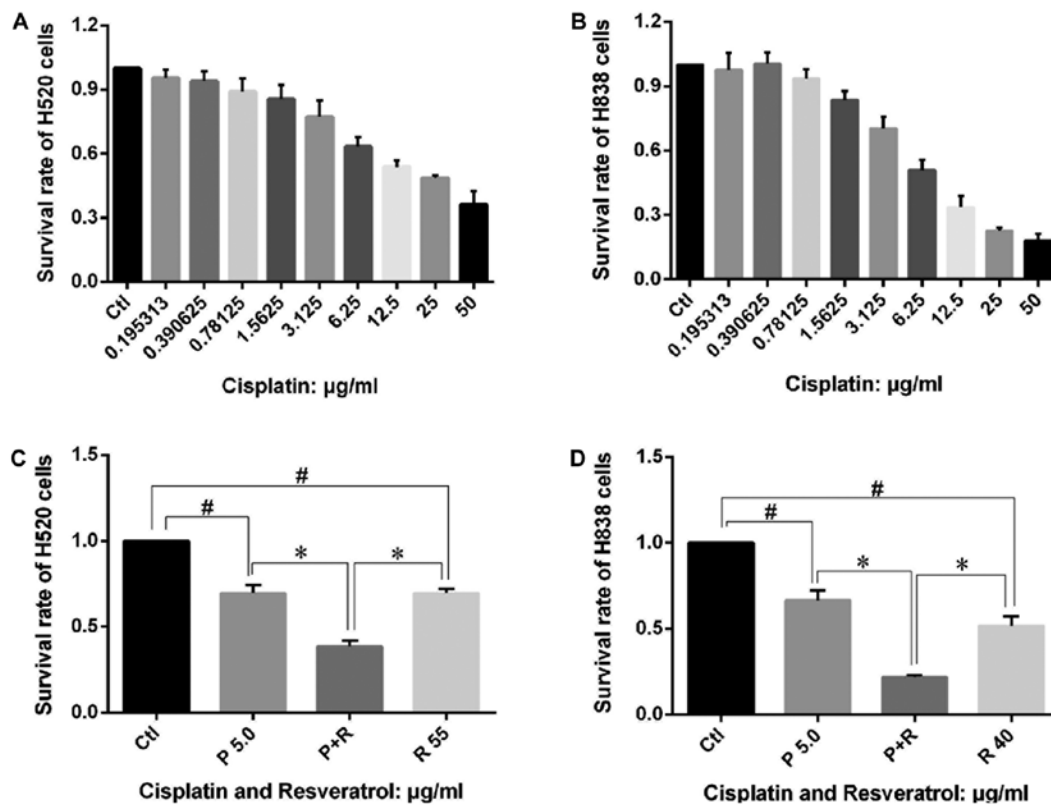 A
Survival rate of H520 cells
1.2
0.9
0.6
0.3
0.0
Ctl
0.195313
0.390625
0.78125
1.5625
3.125
6.25
12.5
25
50
Cisplatin: µg/ml
B
Survival rate of H838 cells
1.2
0.9
0.6
0.3
0.0
Ctl
0.195313
0.390625
0.78125
1.5625
3.125
6.25
12.5
25
50
Cisplatin: µg/ml
C
Survival rate of H520 cells
1.5
1.0
0.5
0.0
#
#
* *
Ctl
P 5.0
P+R
R 55
Cisplatin and Resveratrol: µg/ml
D
Survival rate of H838 cells
1.5
1.0
0.5
0.0
#
#
* *
Ctl
P 5.0
P+R
R 40
Cisplatin and Resveratrol: µg/ml